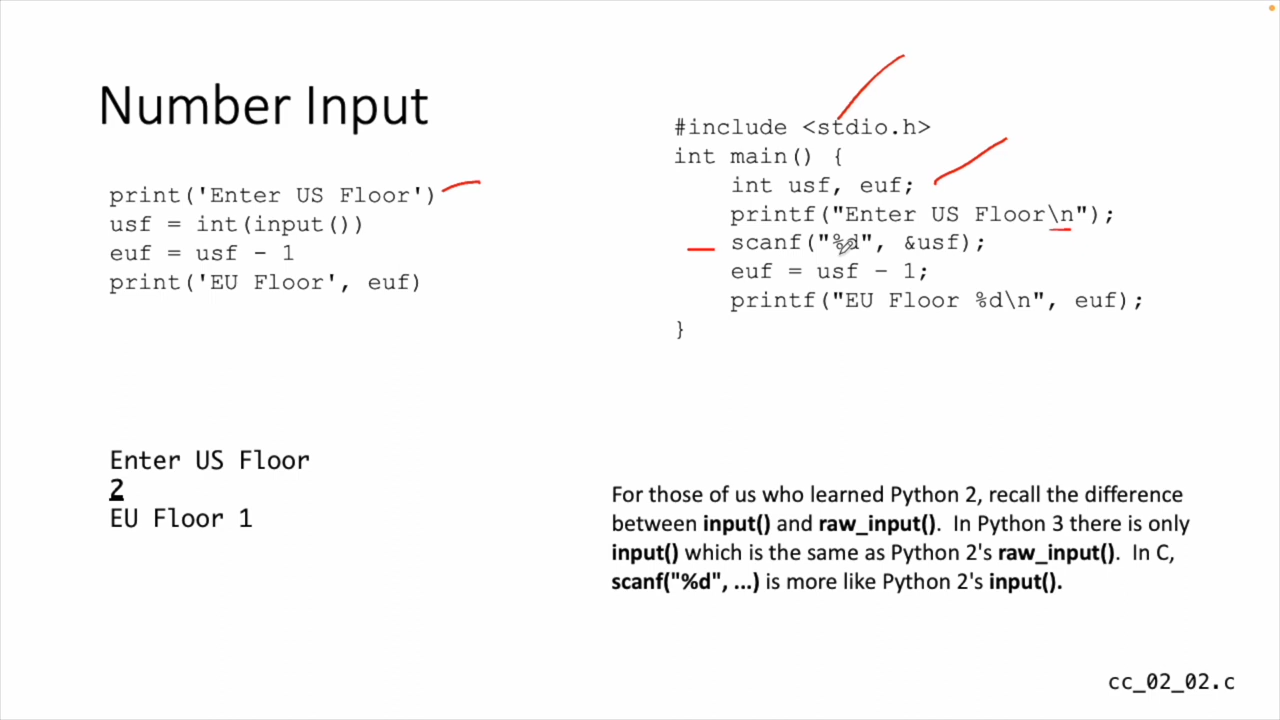 Number Input
print('Enter US Floor')
usf = int(input())
euf = usf - 1
print('EU Floor', euf)
#include <stdio.h>
int main() {
    int usf, euf;
    printf("Enter US Floor\n");
    scanf("%d", &usf);
    euf = usf - 1;
    printf("EU Floor %d\n", euf);
}
Enter US Floor
2
EU Floor 1
For those of us who learned Python 2, recall the difference
between input() and raw_input().  In Python 3 there is only
input() which is the same as Python 2's raw_input().  In C,
scanf("%d", ...) is more like Python 2's input().
cc_02_02.c